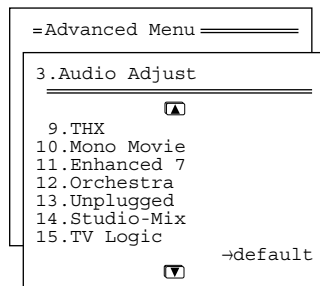 =Advanced Menu
3.Audio Adjust
9.THX
10.Mono Movie
11.Enhanced 7
12.Orchestra
13.Unplugged
14.Studio-Mix
15.TV Logic
→default